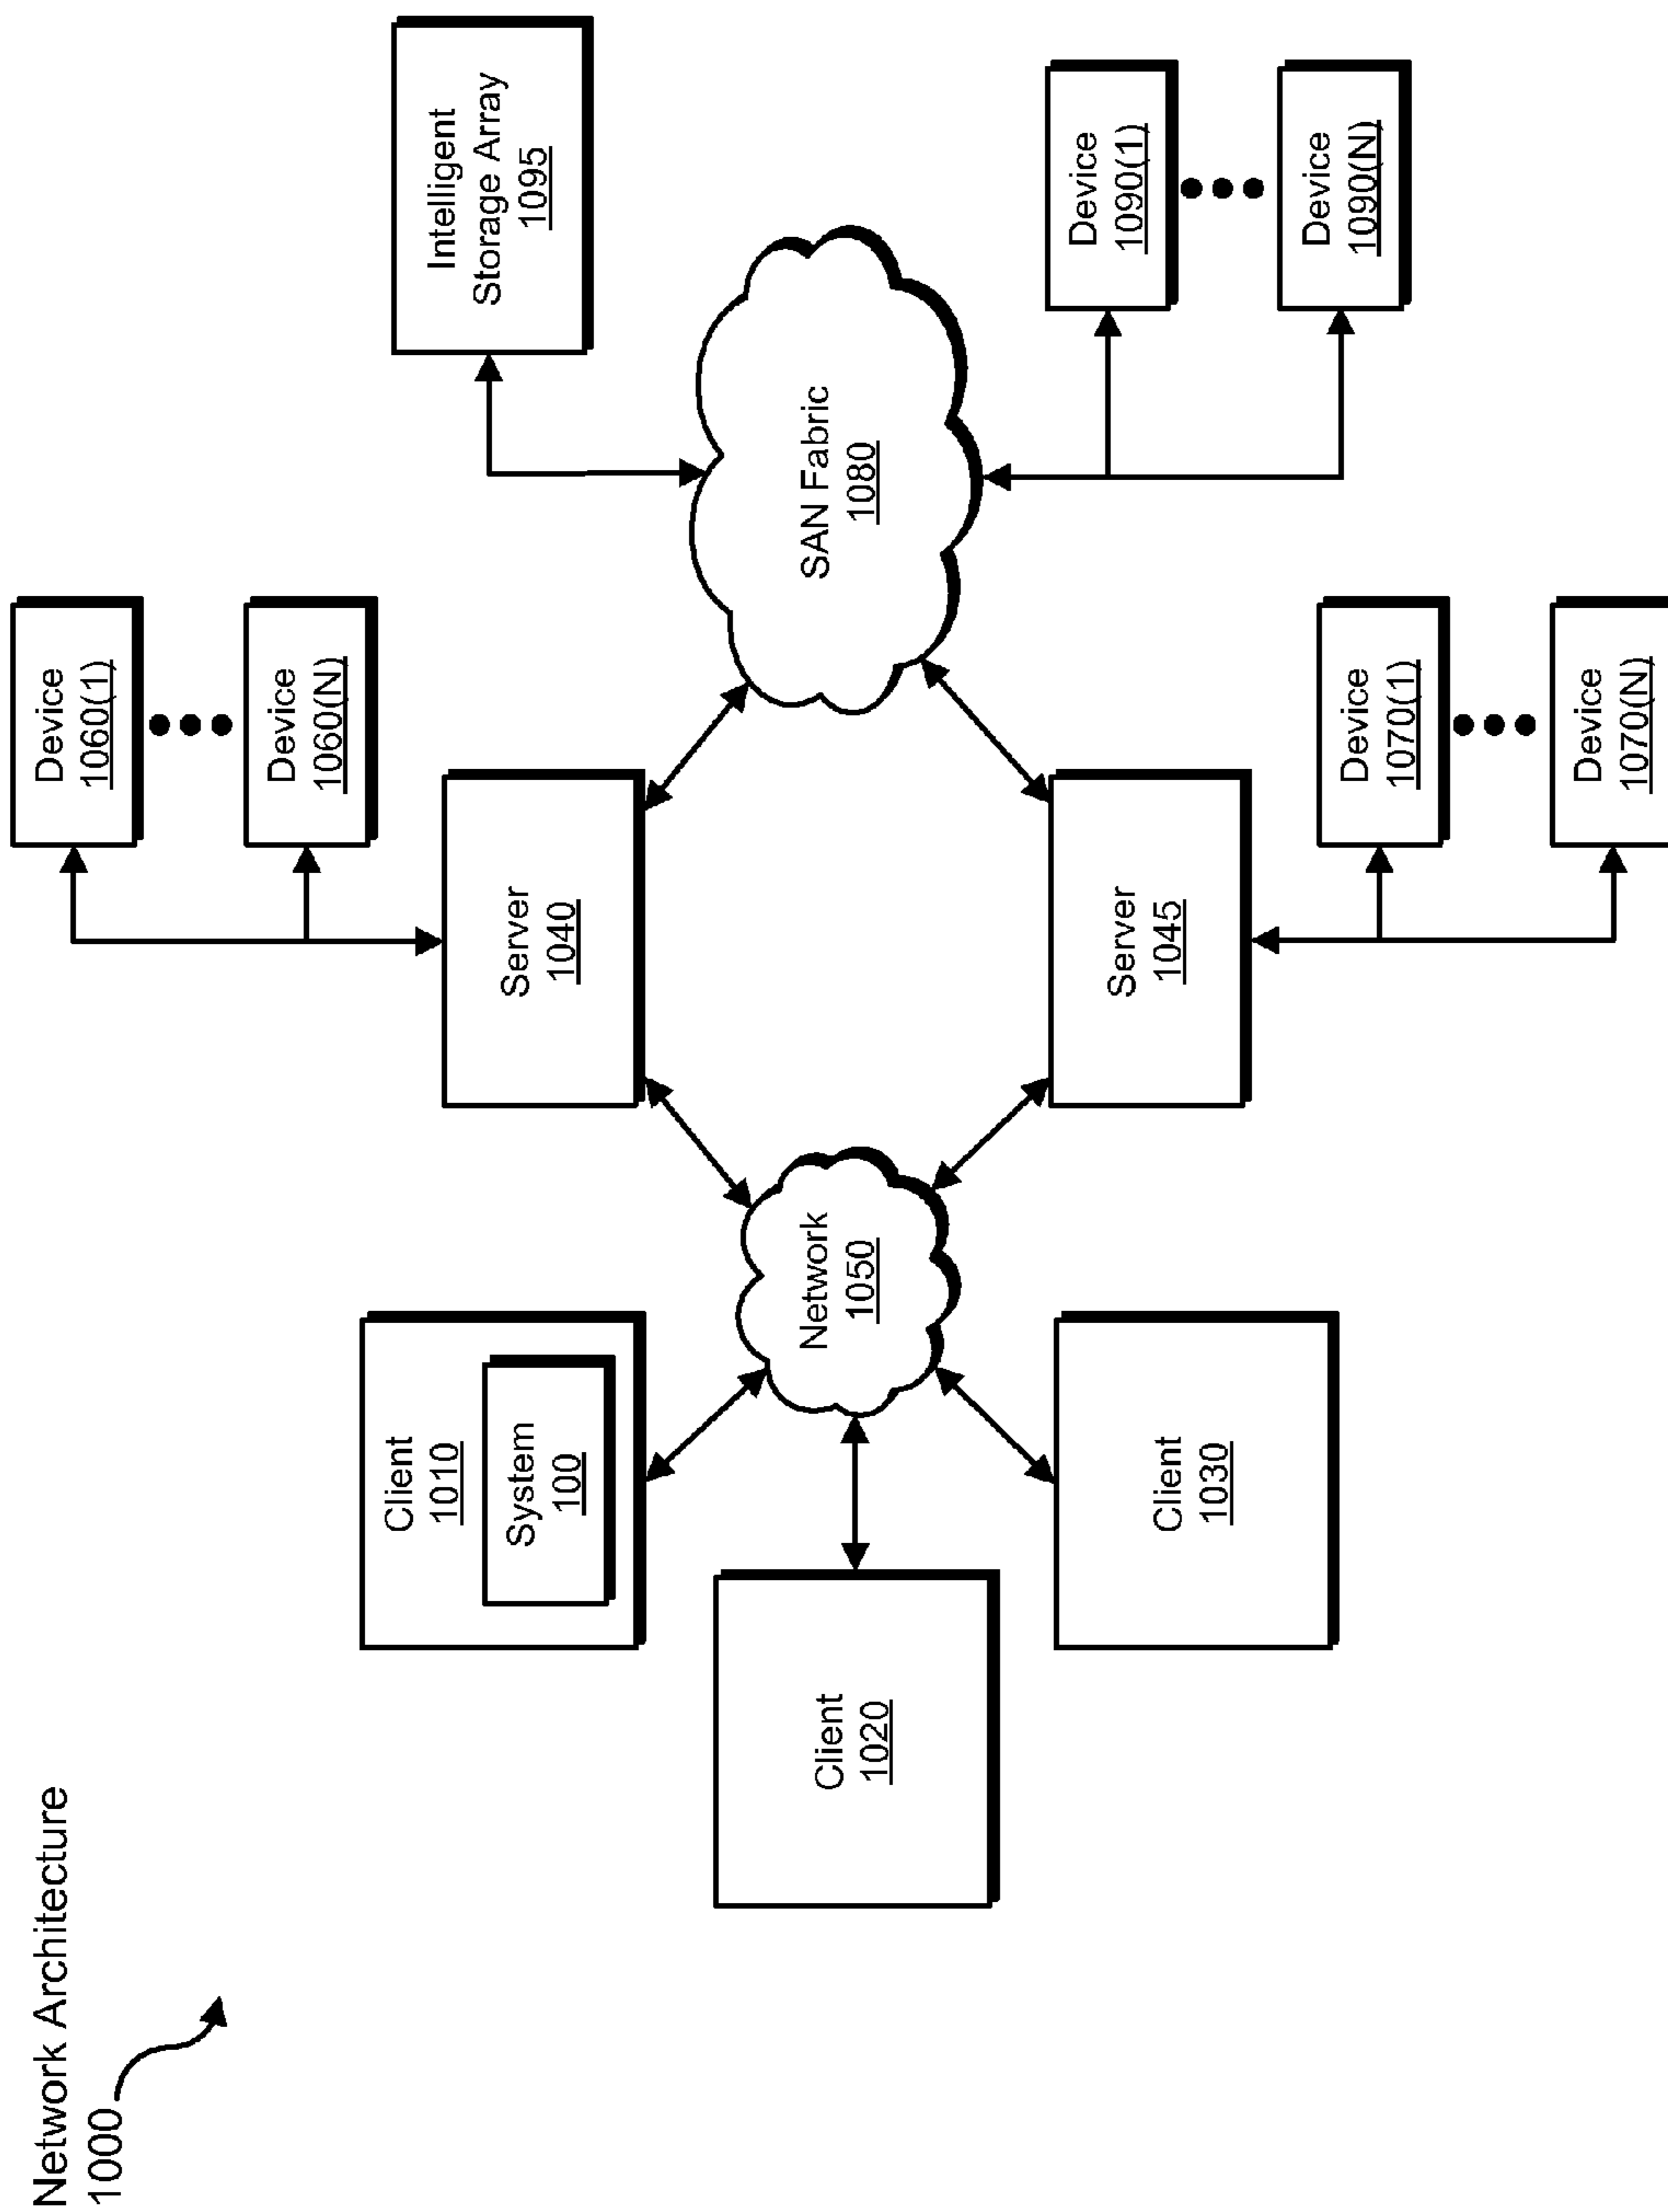 Network Architecture
1000
Client
1010
System
100
Client
1020
Client
1030
Network
1050
Server
1040
Server
1045
Device
1060(1)
Device
1060(N)
Device
1070(1)
Device
1070(N)
SAN Fabric
1080
Intelligent
Storage Array
1095
Device
1090(1)
Device
1090(N)